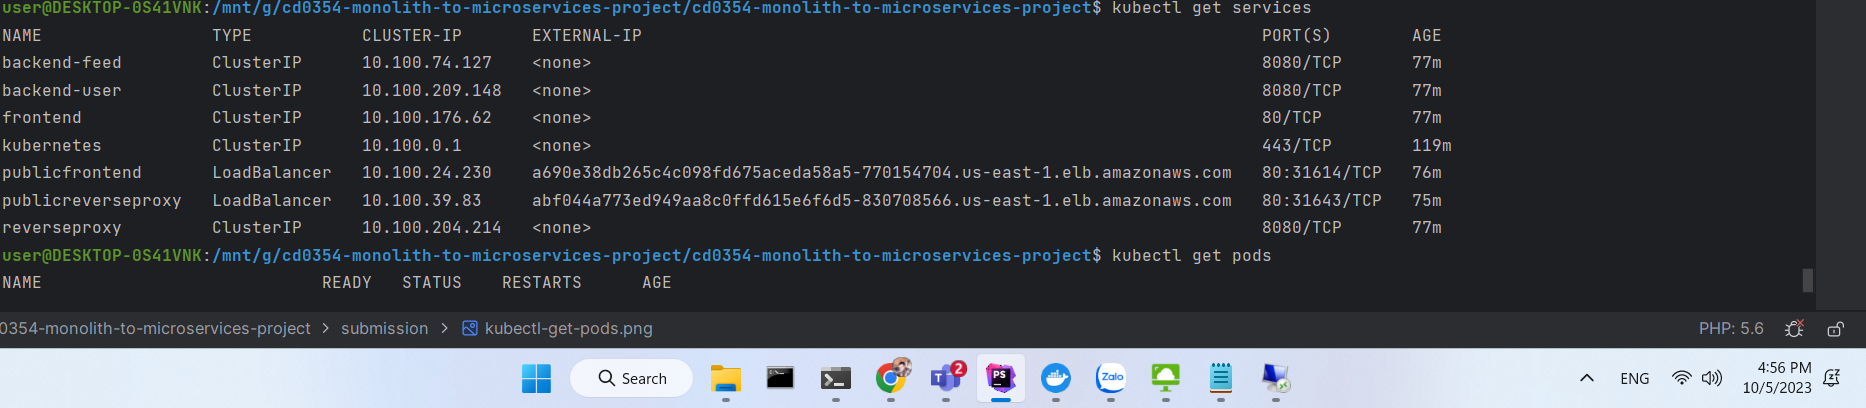 user@DESKTOP-0S41VNK:/mnt/g/cd0354-monolith-to-microservices-project/cd0354-monolith-to-microservices-project$ kubectl get services
NAME TYPE CLUSTER-IP EXTERNAL-IP PORT(S) AGE
backend-feed ClusterIP 10.100.74.127 <none> 8080/TCP 77m
backend-user ClusterIP 10.100.209.148 <none> 8080/TCP 77m
frontend ClusterIP 10.100.176.62 <none> 80/TCP 77m
kubernetes ClusterIP 10.100.0.1 <none> 443/TCP 119m
publicfrontend LoadBalancer 10.100.24.230 a690e38db265c4c098fd675aceda58a5-770154704.us-east-1.elb.amazonaws.com 80:31614/TCP 76m
publicreverseproxy LoadBalancer 10.100.39.83 abf044a773ed949aa8c0ffd615e6f6d5-830708566.us-east-1.elb.amazonaws.com 80:31643/TCP 75m
reverseproxy ClusterIP 10.100.204.214 <none> 8080/TCP 77m
user@DESKTOP-0S41VNK:/mnt/g/cd0354-monolith-to-microservices-project/cd0354-monolith-to-microservices-project$ kubectl get pods
NAME READY STATUS RESTARTS AGE
0354-monolith-to-microservices-project > submission > kubectl-get-pods.png PHP: 5.6
Search 2 PS Zalo ENG 4:56 PM
10/5/2023